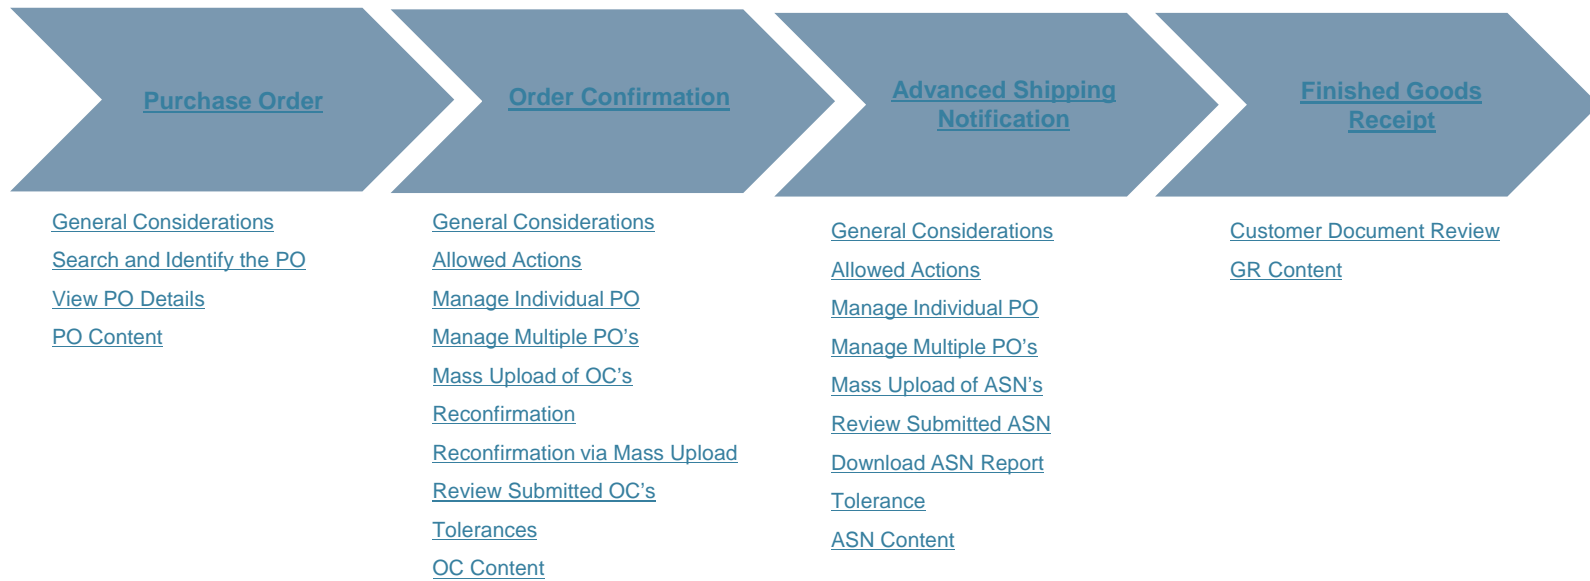 Purchase Order
Order Confirmation
Advanced Shipping
Notification
Finished Goods
Receipt
General Considerations
Search and Identify the PO
View PO Details
PO Content
General Considerations
Allowed Actions
Manage Individual PO
Manage Multiple PO’s
Mass Upload of OC’s
Reconfirmation
Reconfirmation via Mass Upload
Review Submitted OC’s
Tolerances
OC Content
General Considerations
Allowed Actions
Manage Individual PO
Manage Multiple PO’s
Mass Upload of ASN’s
Review Submitted ASN
Download ASN Report
Tolerance
ASN Content
Customer Document Review
GR Content